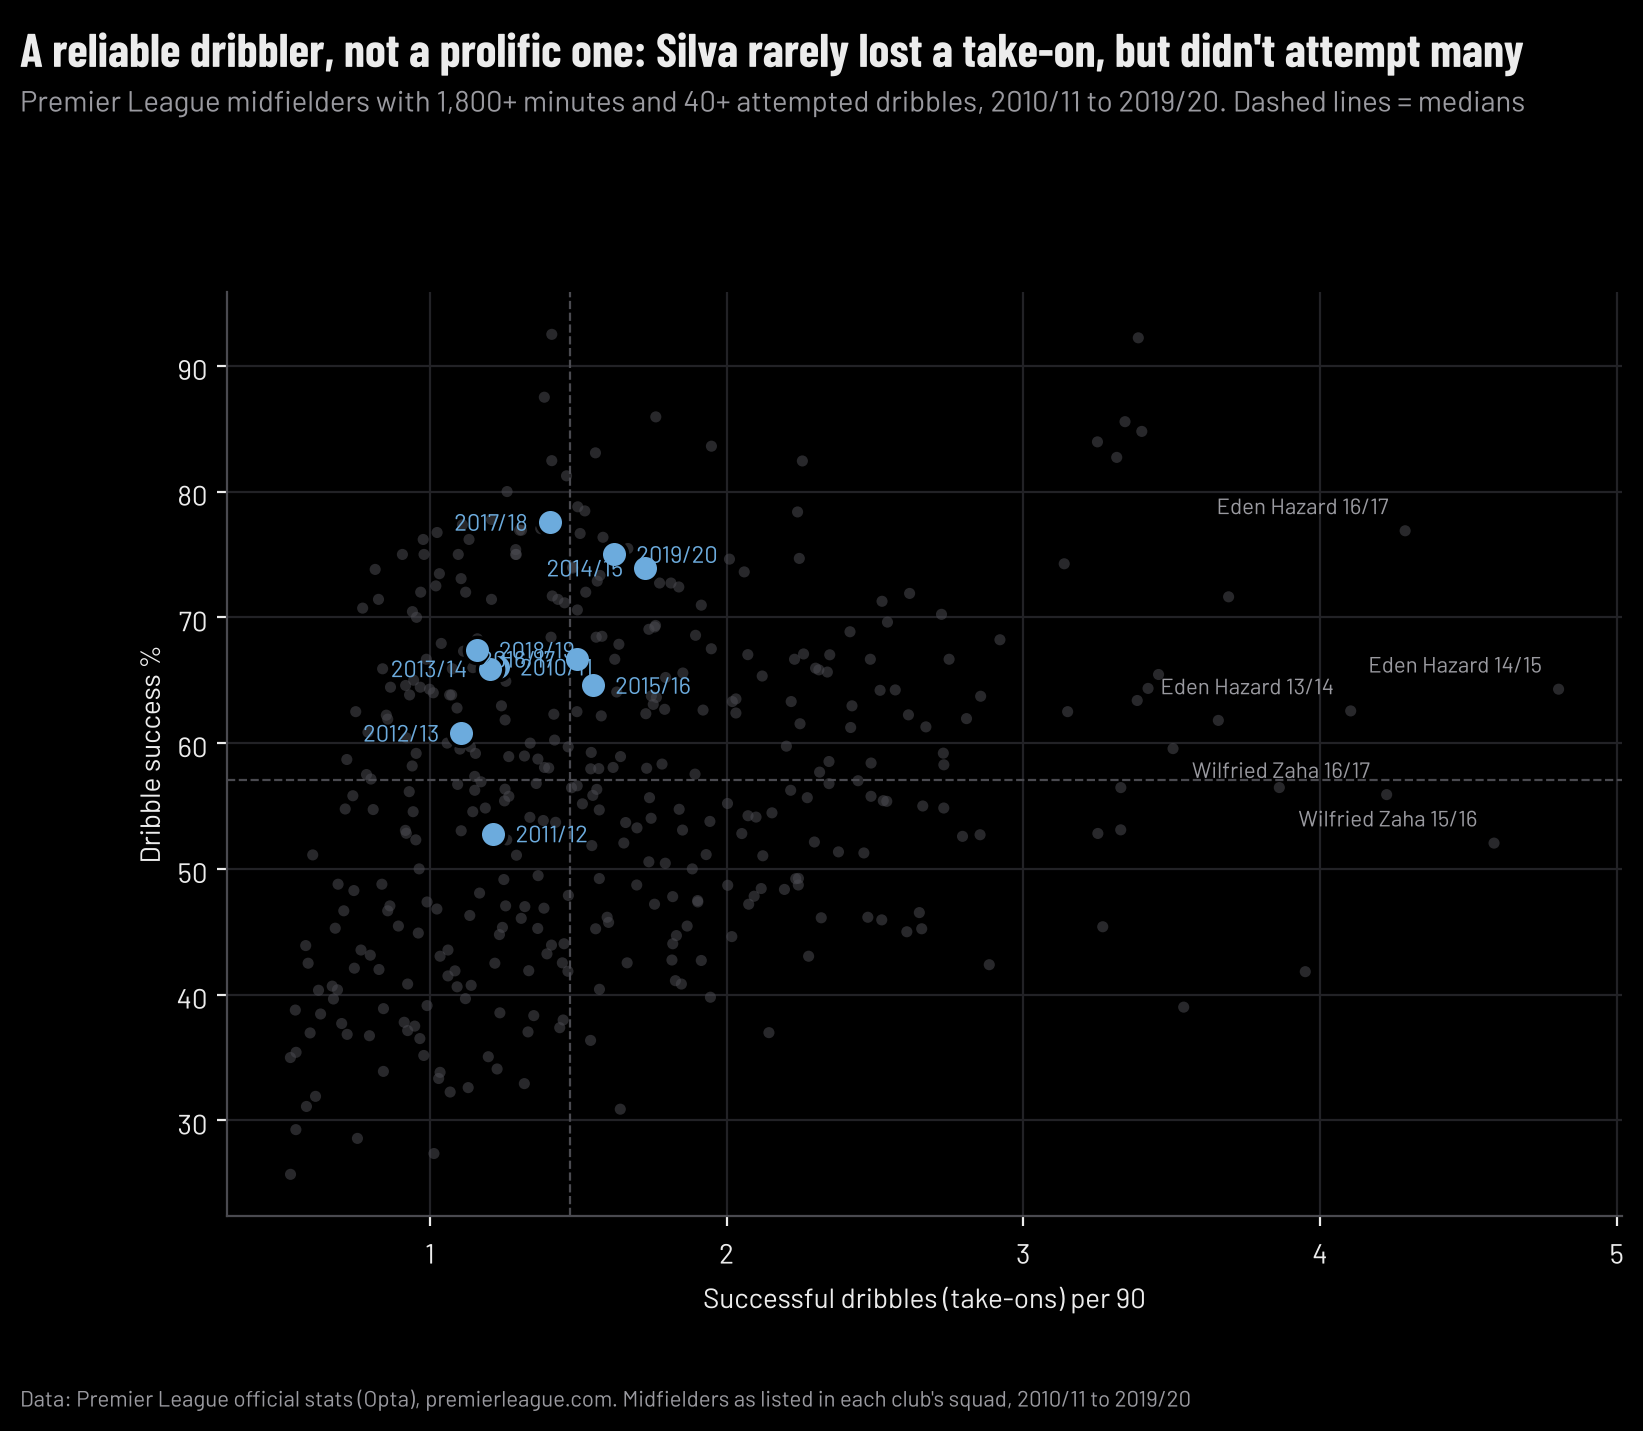 A reliable dribbler, not a prolific one: Silva rarely lost a take-on, but didn't attempt many
Premier League midfielders with 1,800+ minutes and 40+ attempted dribbles, 2010/11 to 2019/20. Dashed lines = medians
90
80
70
60
50
40
30
Dribble success %
Eden Hazard 16/17
2017/18
2019/20
2014/15
2018/19
2016/17
2013/14
2010/11
Eden Hazard 14/15
2015/16
Eden Hazard 13/14
2012/13
Wilfried Zaha 16/17
Wilfried Zaha 15/16
2011/12
1
2
3
4
5
Successful dribbles (take-ons) per 90
Data: Premier League official stats (Opta), premierleague.com. Midfielders as listed in each club's squad, 2010/11 to 2019/20